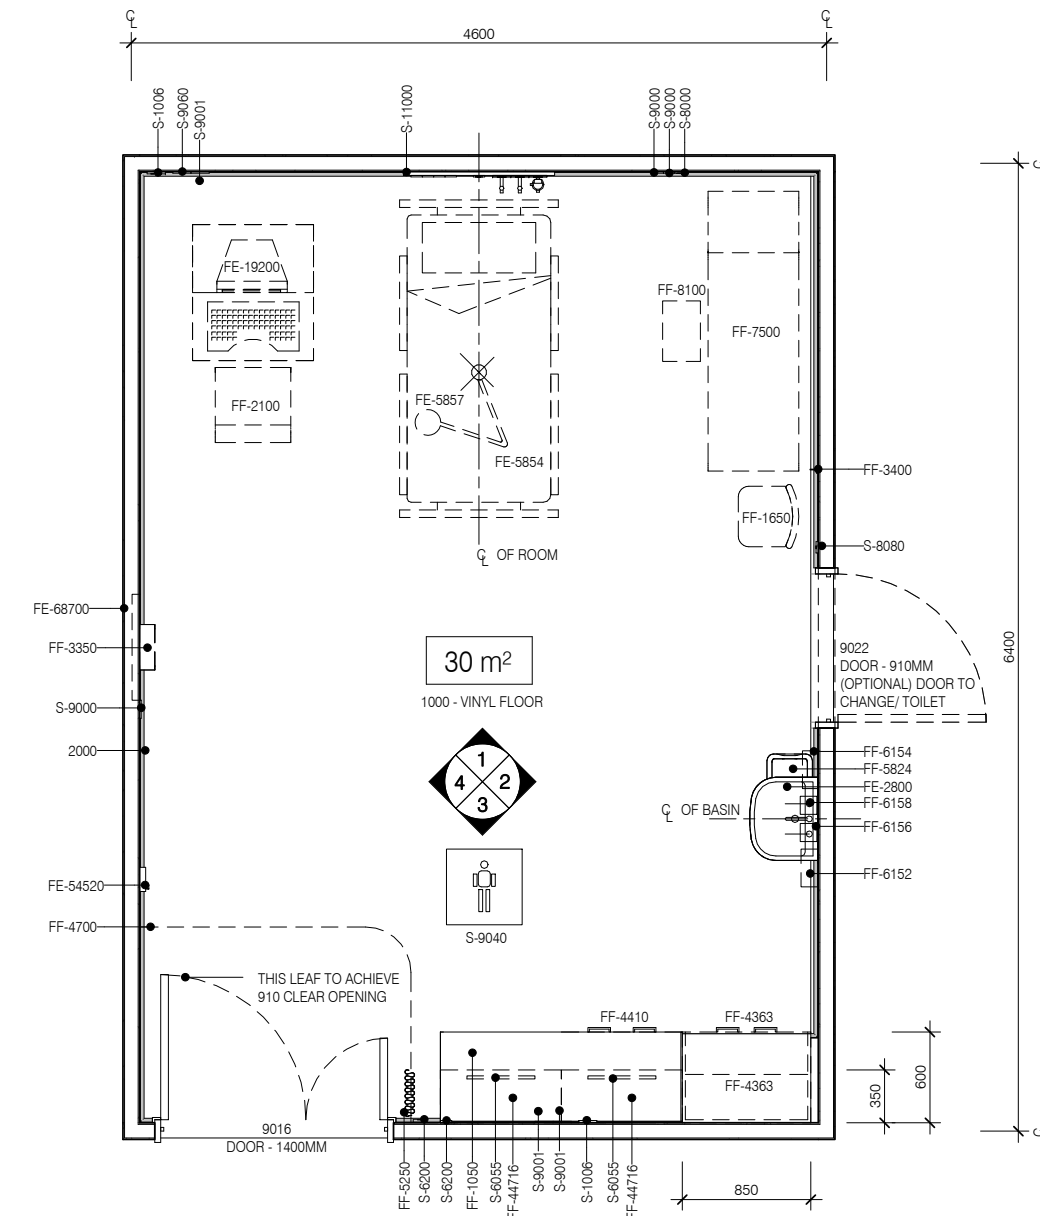 ℄
℄
4600
S-1006
S-9060
S-9001
S-11000
S-9000
S-9000
S-8000
FE-19200
FF-8100
FF-7500
FF-2100
FE-5857
FE-5854
FF-3400
FF-1650
S-8080
℄ OF ROOM
FE-68700
FF-3350
30 m²
6400
9022
DOOR - 910MM
(OPTIONAL) DOOR TO
CHANGE/ TOILET
1000 - VINYL FLOOR
S-9000
2000
1
4
2
3
FF-6154
FF-5824
FE-2800
FF-6158
℄ OF BASIN
FF-6156
FE-54520
FF-6152
FF-4700
S-9040
THIS LEAF TO ACHIEVE
910 CLEAR OPENING
FF-4410
FF-4363
FF-4363
350
600
9016
DOOR - 1400MM
FF-5250
S-6200
S-6200
FF-1050
S-6055
FF-44716
S-9001
S-9001
S-1006
S-6055
FF-44716
850